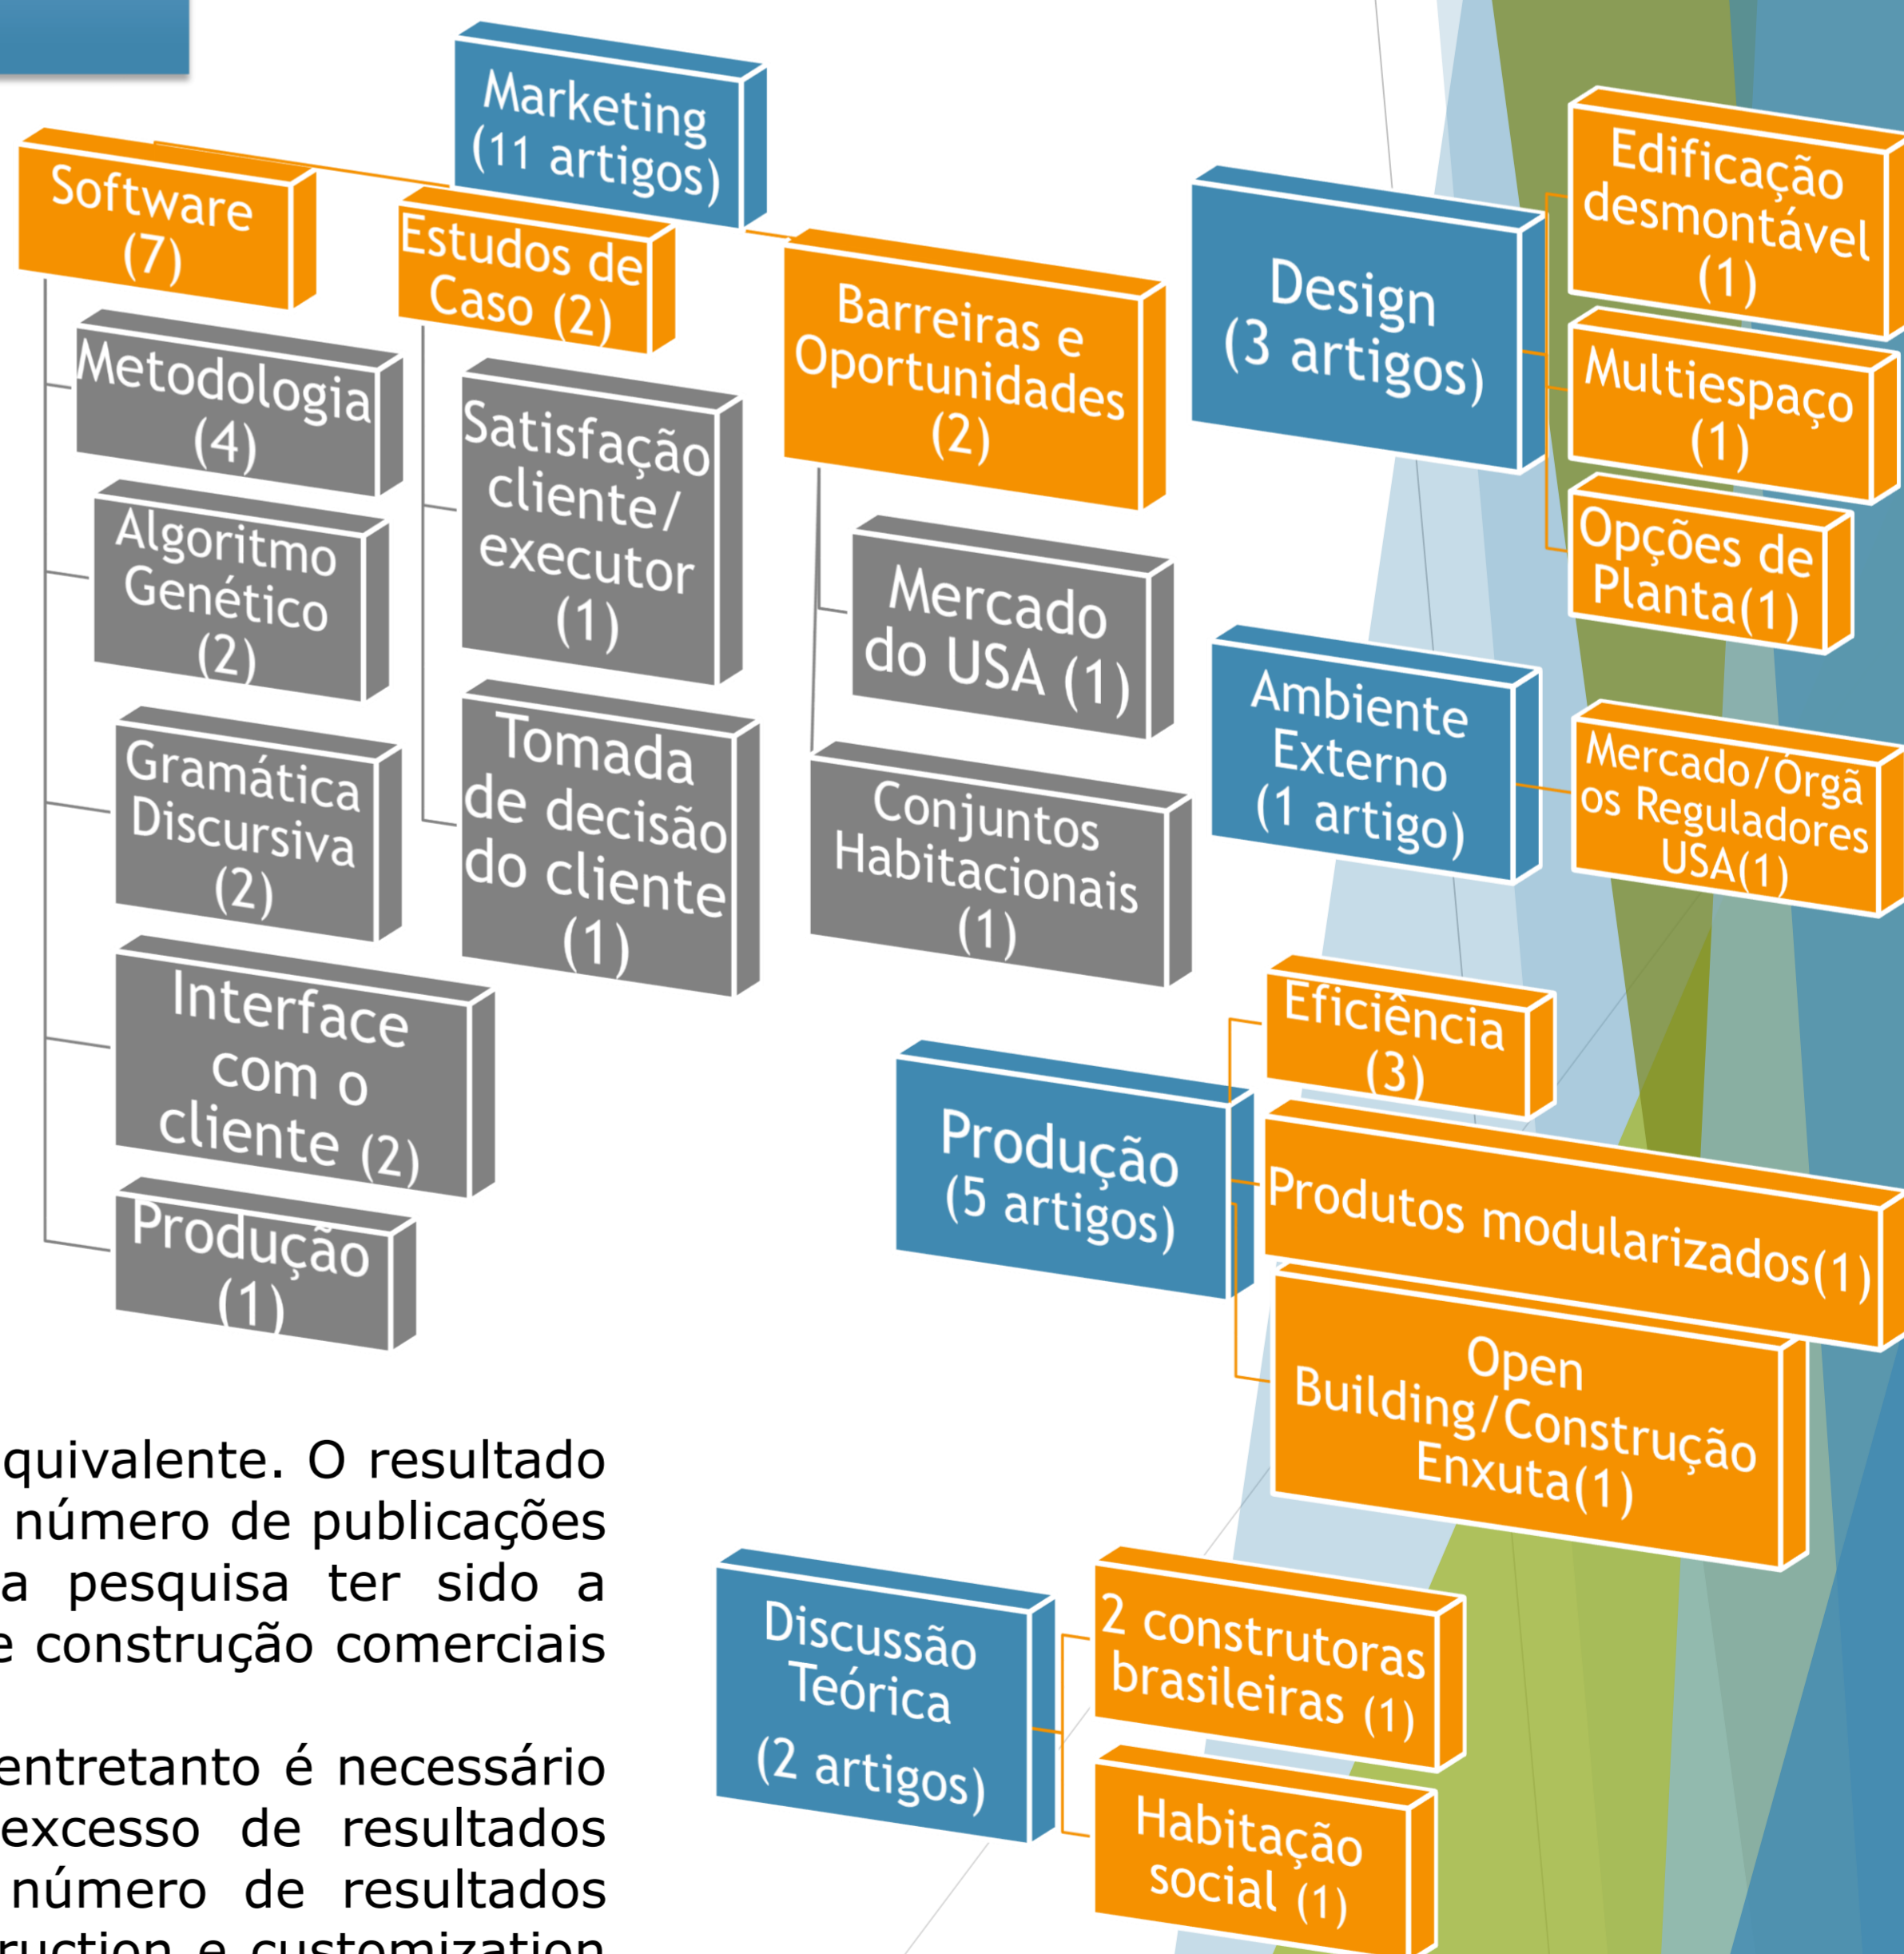 Marketing
(11 artigos)
Software
(7)
Metodologia
(4)
Algoritmo
Genético
(2)
Gramática
Discursiva
(2)
Interface
com o
cliente (2)
Produção
(1)
Estudos de
Caso (2)
Satisfação
cliente/
executor
(1)
Tomada
de decisão
do cliente
(1)
Barreiras e
Oportunidades
(2)
Mercado
do USA (1)
Conjuntos
Habitacionais
(1)
Design
(3 artigos)
Edificação
desmontável
(1)
Multiespaço
(1)
Opções de
Planta(1)
Ambiente
Externo
(1 artigo)
Mercado/Órgã
os Reguladores
USA(1)
Produção
(5 artigos)
Eficiência
(3)
Produtos modularizados(1)
Open
Building/Construção
Enxuta(1)
Discussão
Teórica
(2 artigos)
2 construtoras
brasileiras (1)
Habitação
social (1)
quivalente. O resultado
número de publicações
a pesquisa ter sido a
e construção comerciais
entretanto é necessário
excesso de resultados
número de resultados
ruction e customization